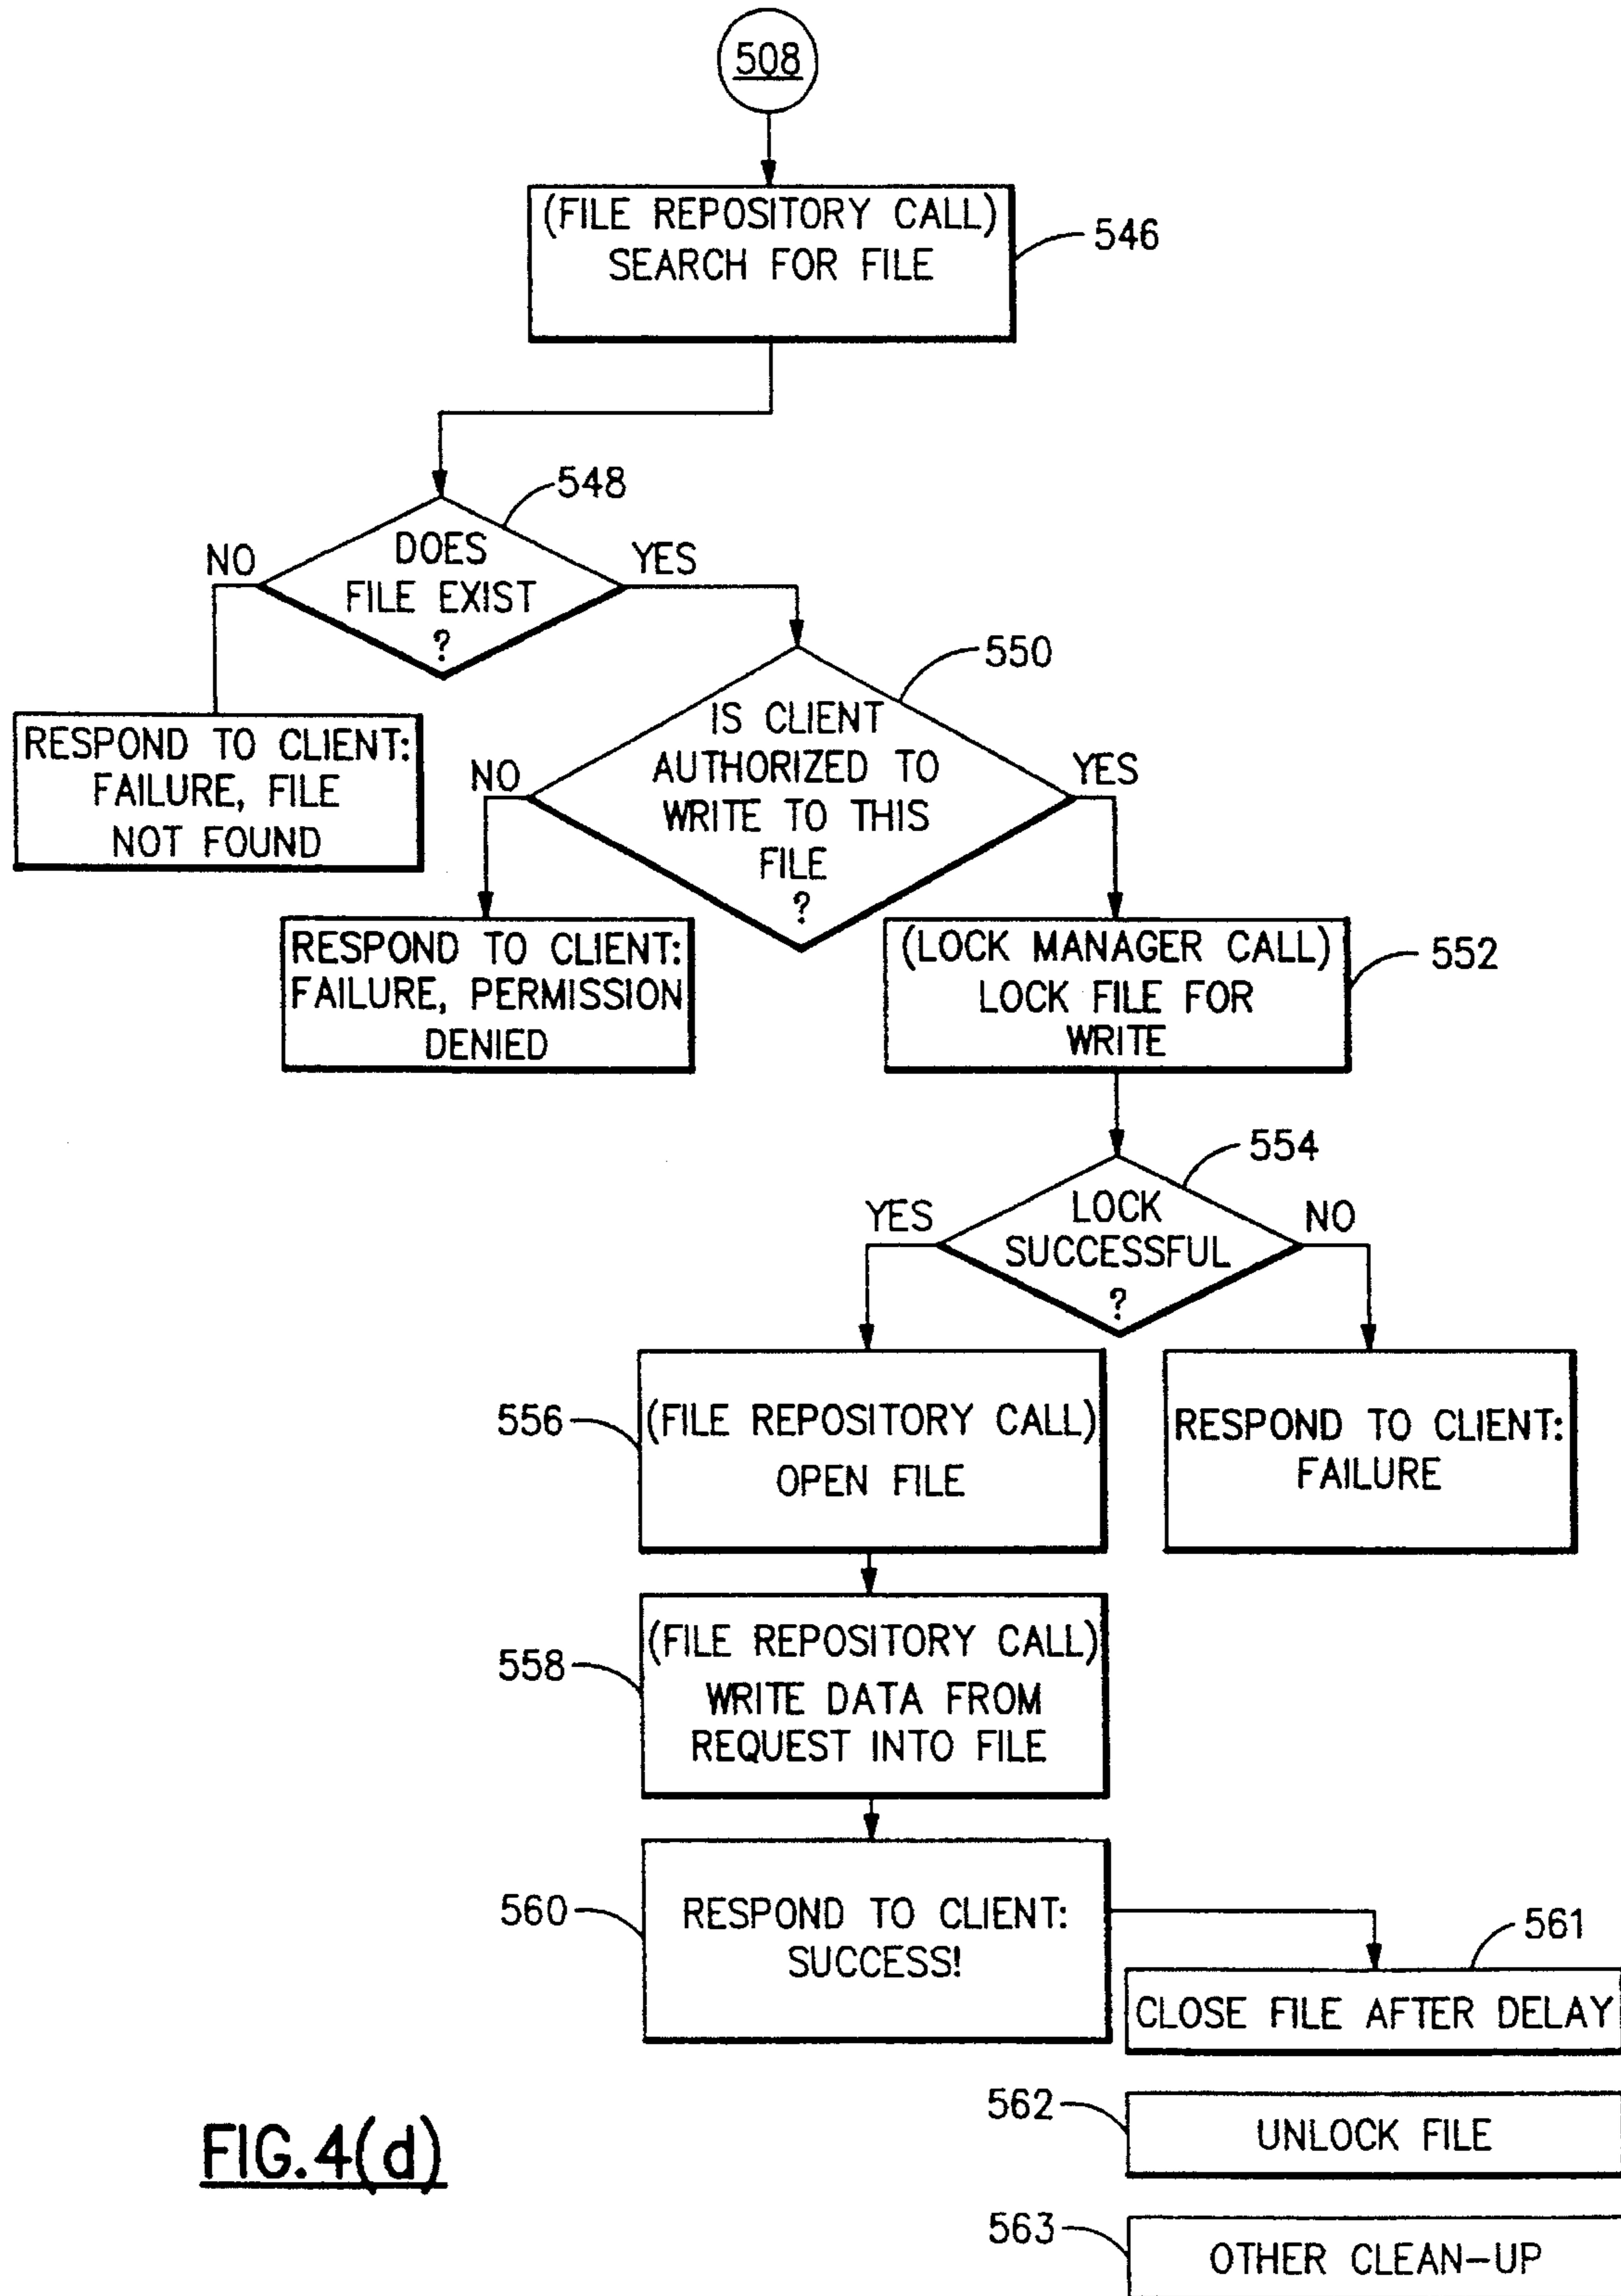 508
(FILE REPOSITORY CALL)
SEARCH FOR FILE
546
548
DOES
FILE EXIST
?
NO
YES
550
RESPOND TO CLIENT:
FAILURE, FILE
NOT FOUND
IS CLIENT
AUTHORIZED TO
WRITE TO THIS
FILE
?
NO
YES
RESPOND TO CLIENT:
FAILURE, PERMISSION
DENIED
(LOCK MANAGER CALL)
LOCK FILE FOR
WRITE
552
554
LOCK
SUCCESSFUL
?
YES
NO
556
(FILE REPOSITORY CALL)
OPEN FILE
RESPOND TO CLIENT:
FAILURE
558
(FILE REPOSITORY CALL)
WRITE DATA FROM
REQUEST INTO FILE
560
RESPOND TO CLIENT:
SUCCESS!
561
CLOSE FILE AFTER DELAY
562
UNLOCK FILE
563
OTHER CLEAN-UP
FIG.4(d)